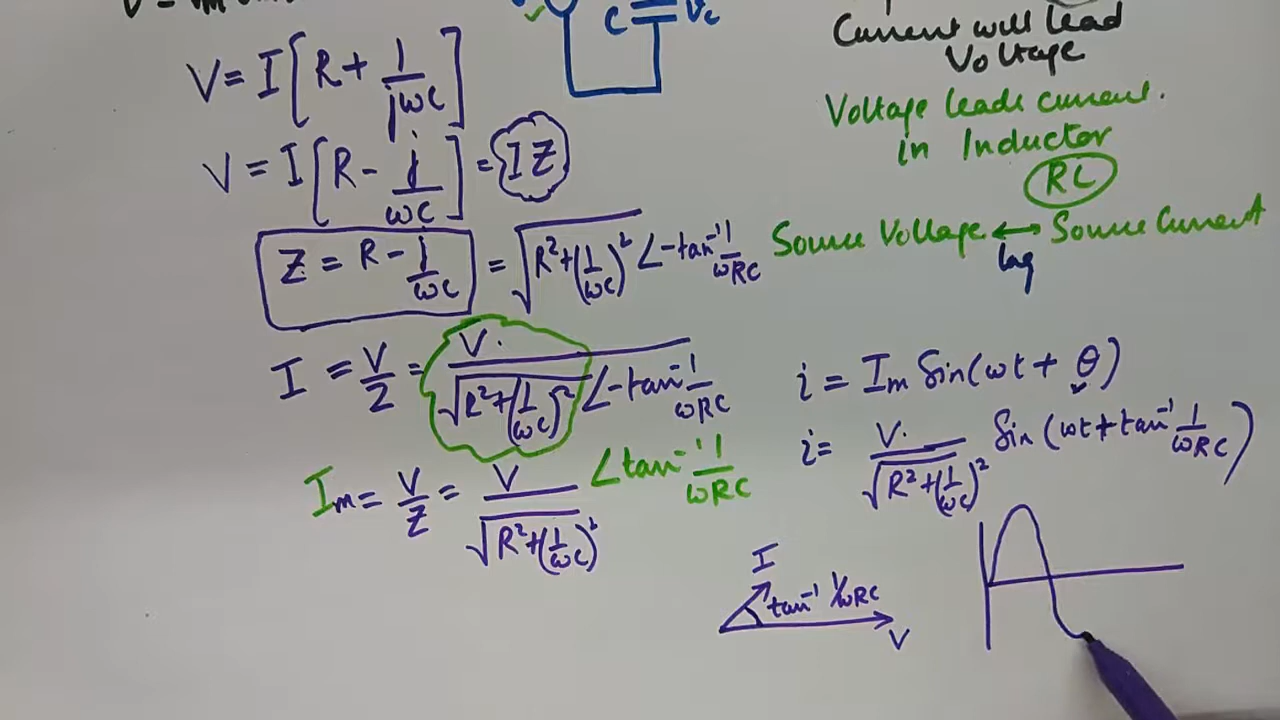 C Vc
Current will lead
Voltage
V = I[R + 1/jωC]
Voltage leads current.
in Inductor
V = I[R - j/ωC] = IZ
RL
Z = R - j/ωC = √(R²+(1/ωC)²) ∠-tan⁻¹ 1/ωRC
Source Voltage ↔ Source Current
lag
I = V/2 = V./√(R²+(1/ωC)²) ∠-tan⁻¹ 1/ωRC
i = Im Sin(ωt + θ)
Im = V/Z = V/√(R²+(1/ωC)²) ∠tan⁻¹ 1/ωRC
i = V./√(R²+(1/ωC)²) Sin(ωt + tan⁻¹ 1/ωRC)
I
tan⁻¹ 1/ωRC
V